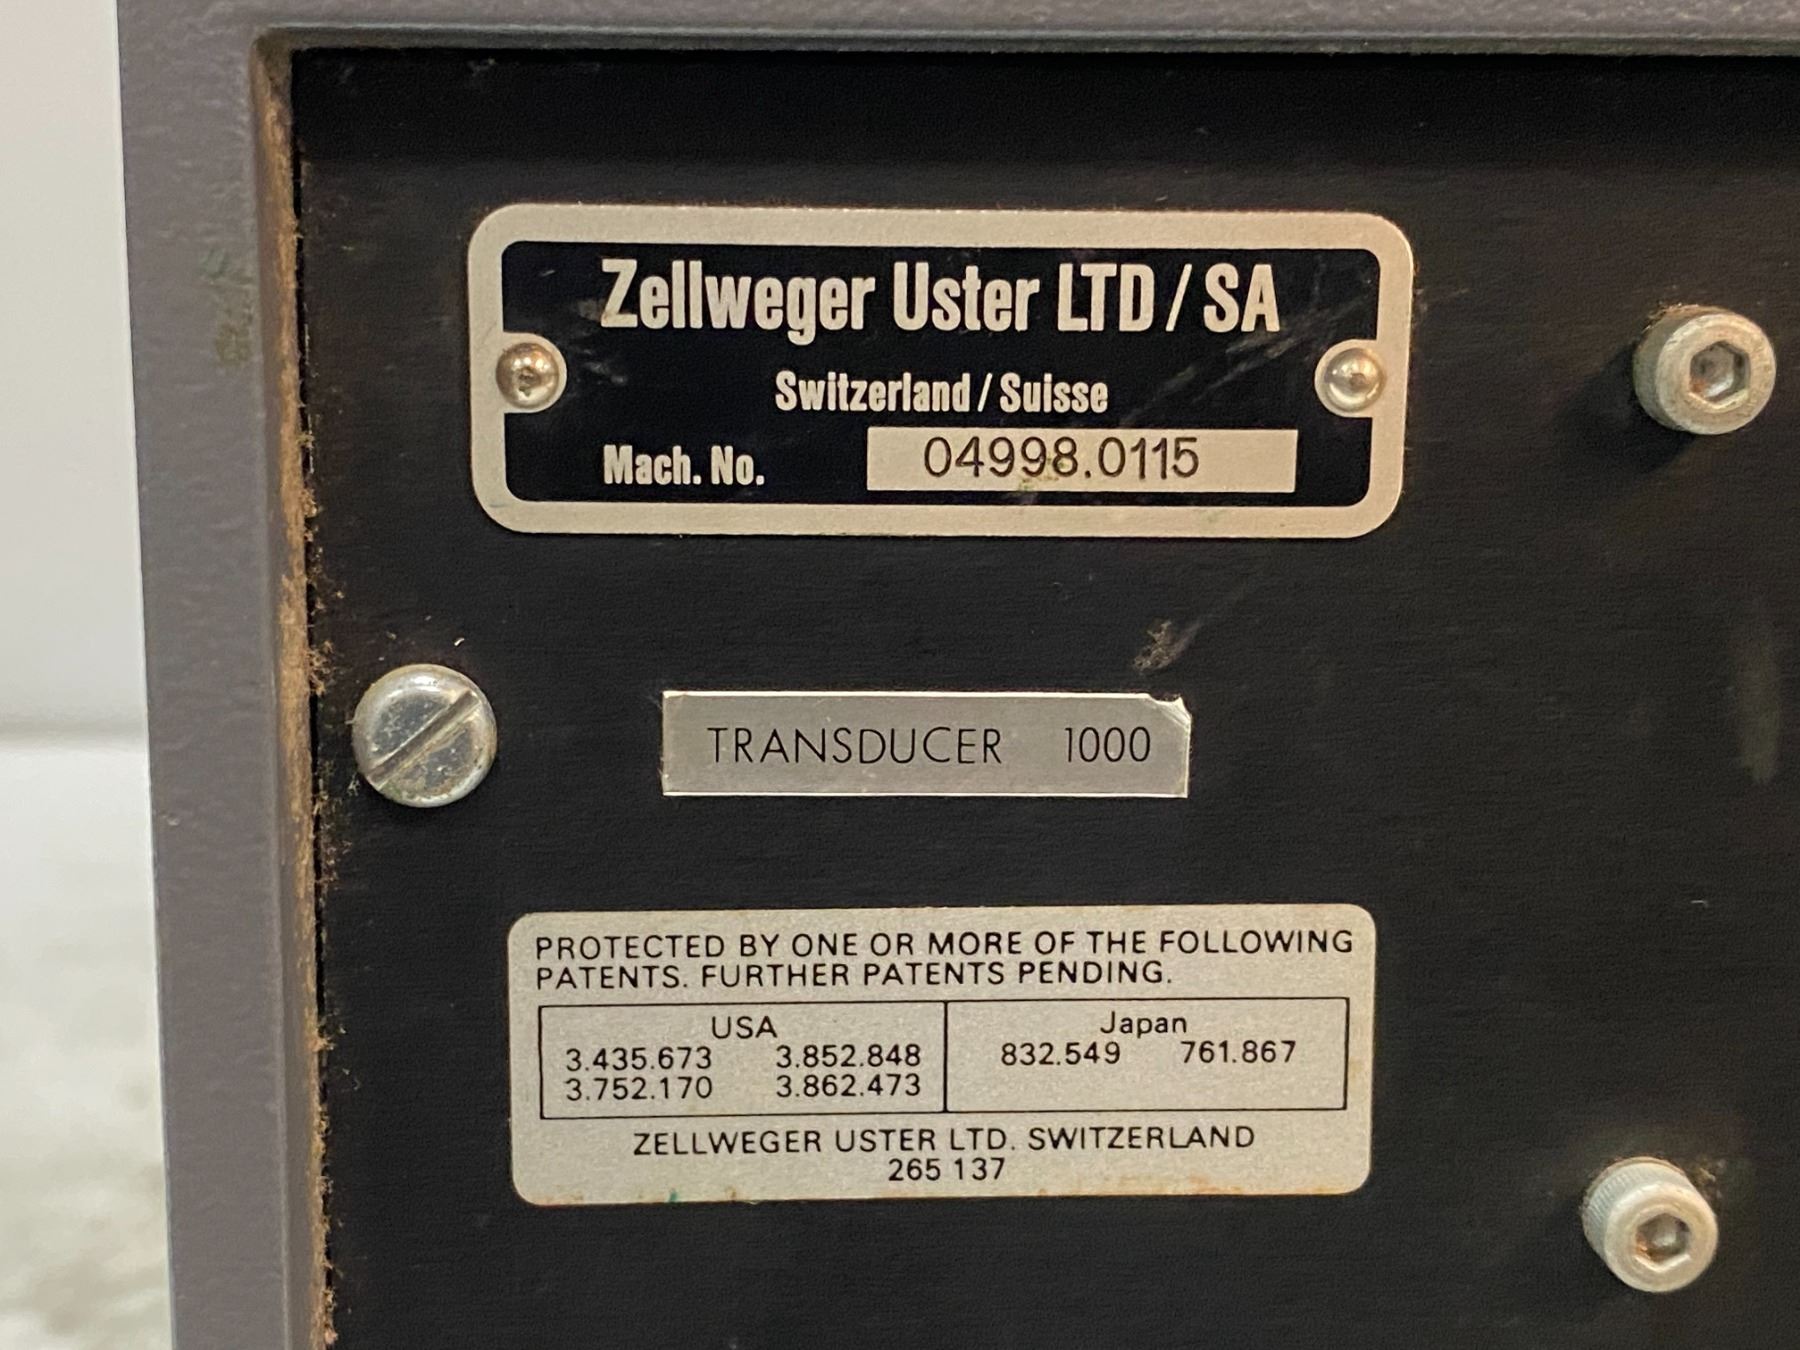 Zellweger Uster LTD / SA
Switzerland / Suisse
Mach. No. 04998.0115
TRANSDUCER 1000
PROTECTED BY ONE OR MORE OF THE FOLLOWING
PATENTS. FURTHER PATENTS PENDING.
USA Japan
3.435.673 3.852.848 832.549 761.867
3.752.170 3.862.473
ZELLWEGER USTER LTD. SWITZERLAND
265 137